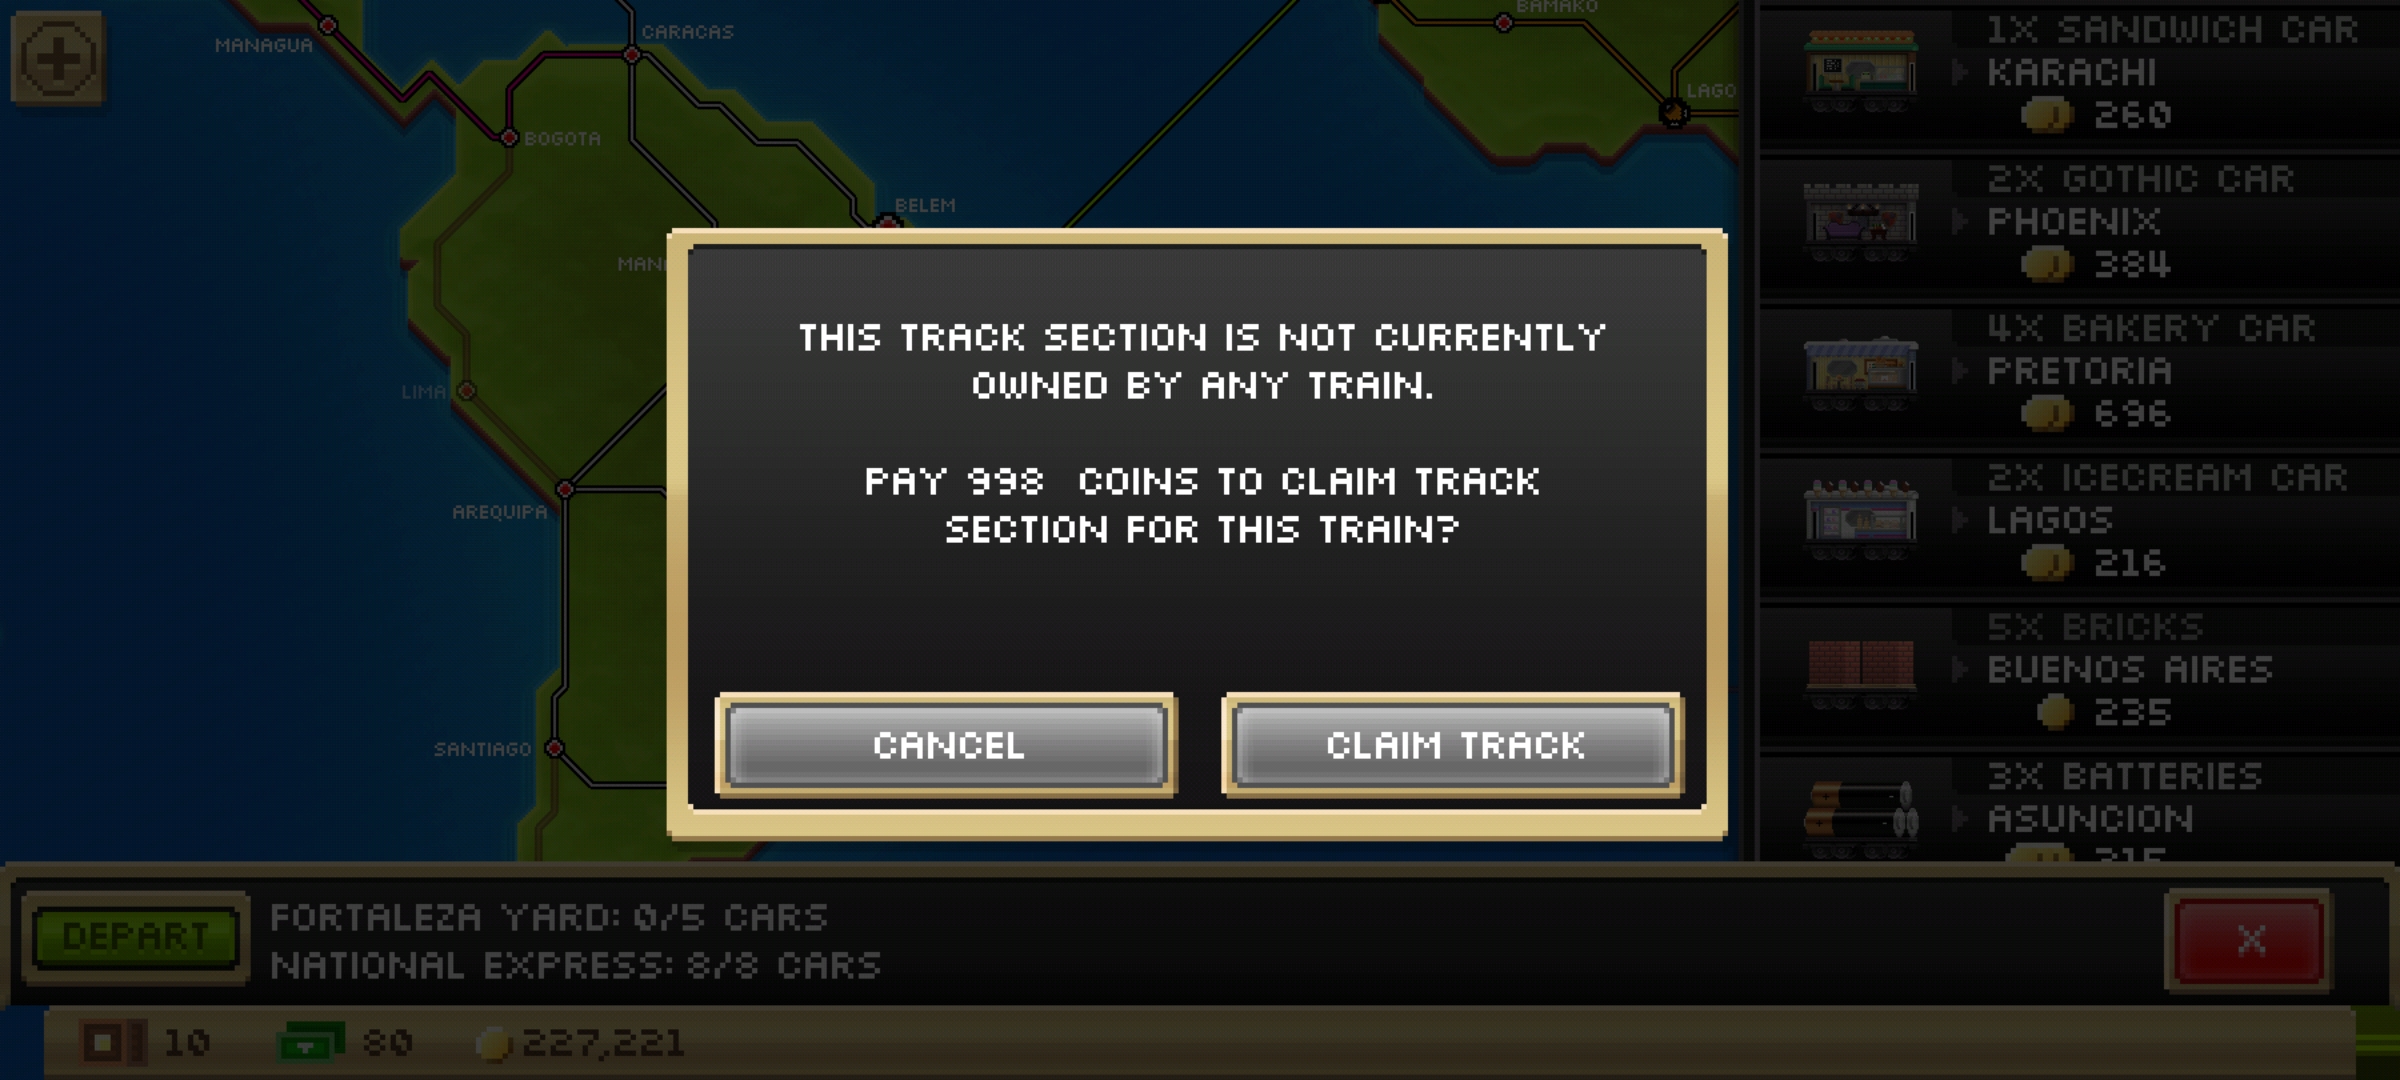 MANAGUA
CARACAS
BOGOTA
BELEM
LIMA
AREQUIPA
SANTIAGO
BAMAKO
1X SANDWICH CAR
KARACHI
260
2X GOTHIC CAR
PHOENIX
384
4X BAKERY CAR
PRETORIA
696
2X ICECREAM CAR
LAGOS
216
5X BRICKS
BUENOS AIRES
235
3X BATTERIES
ASUNCION
THIS TRACK SECTION IS NOT CURRENTLY
OWNED BY ANY TRAIN.
PAY 998 COINS TO CLAIM TRACK
SECTION FOR THIS TRAIN?
CANCEL
CLAIM TRACK
DEPART
FORTALEZA YARD: 0/5 CARS
NATIONAL EXPRESS: 8/8 CARS
X
10
80
227,221